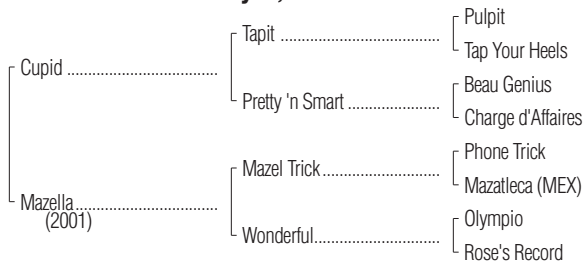 Pulpit
Tapit
Tap Your Heels
Cupid
Beau Genius
Pretty 'n Smart
Charge d'Affaires
Phone Trick
Mazel Trick
Mazatleca (MEX)
Mazella
(2001)
Olympio
Wonderful
Rose's Record